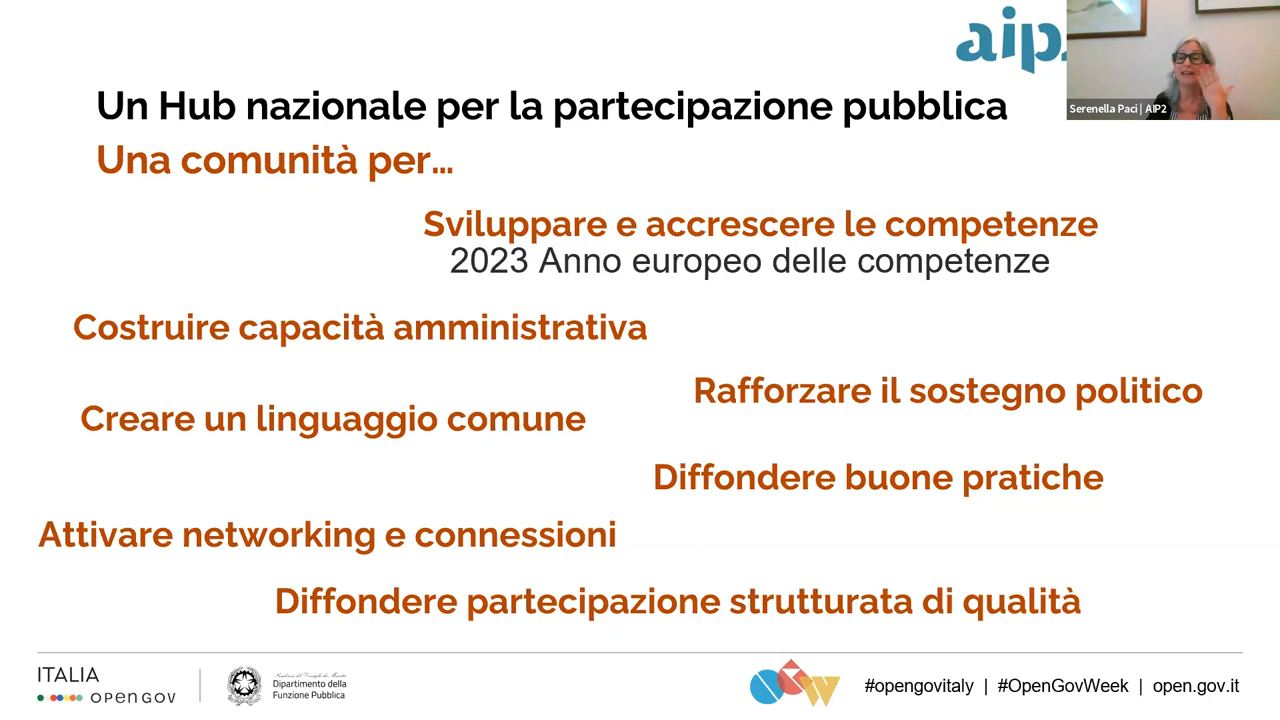 aip
Serenella Paci | AIP2
Un Hub nazionale per la partecipazione pubblica
Una comunità per...
Sviluppare e accrescere le competenze
2023 Anno europeo delle competenze
Costruire capacità amministrativa
Rafforzare il sostegno politico
Creare un linguaggio comune
Diffondere buone pratiche
Attivare networking e connessioni
Diffondere partecipazione strutturata di qualità
ITALIA
open gov
Presidenza del Consiglio dei Ministri
Dipartimento della
Funzione Pubblica
OGW
#opengovitaly | #OpenGovWeek | open.gov.it